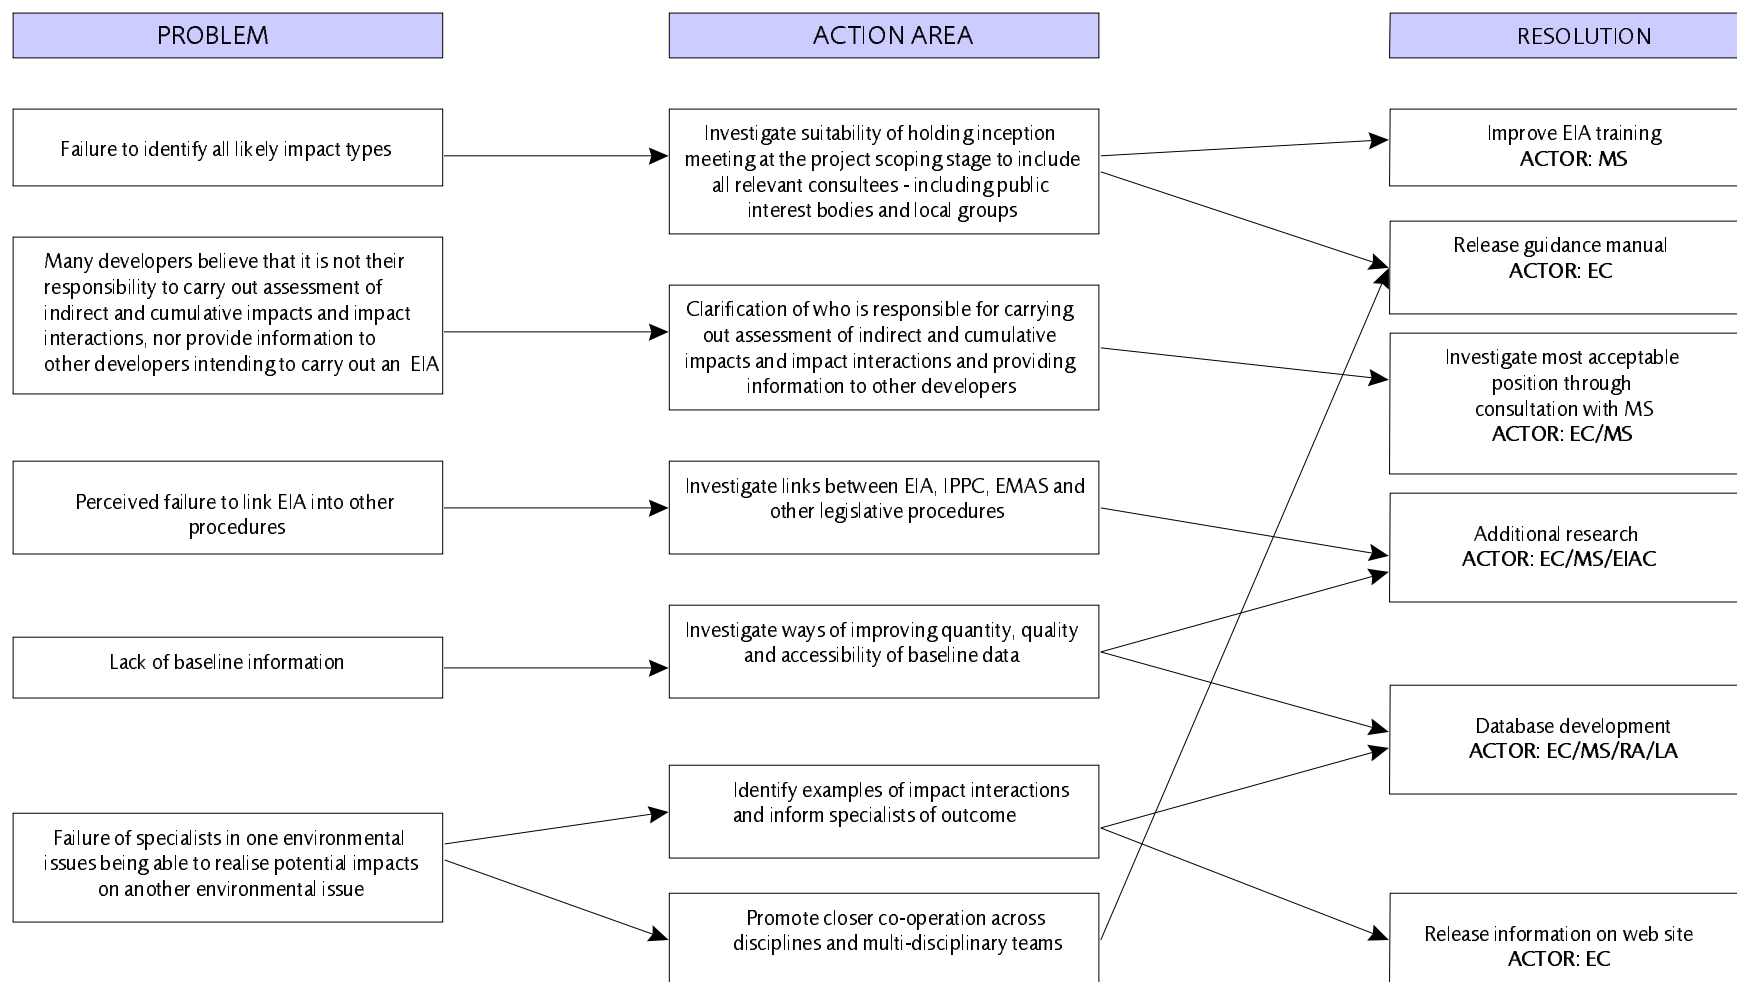 PROBLEM
ACTION AREA
RESOLUTION
Failure to identify all likely impact types
Investigate suitability of holding inception
meeting at the project scoping stage to include
all relevant consultees - including public
interest bodies and local groups
Improve EIA training
ACTOR: MS
Release guidance manual
ACTOR: EC
Many developers believe that it is not their
responsibility to carry out assessment of
indirect and cumulative impacts and impact
interactions, nor provide information to
other developers intending to carry out an EIA
Clarification of who is responsible for carrying
out assessment of indirect and cumulative
impacts and impact interactions and providing
information to other developers
Investigate most acceptable
position through
consultation with MS
ACTOR: EC/MS
Perceived failure to link EIA into other
procedures
Investigate links between EIA, IPPC, EMAS and
other legislative procedures
Additional research
ACTOR: EC/MS/EIAC
Lack of baseline information
Investigate ways of improving quantity, quality
and accessibility of baseline data
Database development
ACTOR: EC/MS/RA/LA
Failure of specialists in one environmental
issues being able to realise potential impacts
on another environmental issue
Identify examples of impact interactions
and inform specialists of outcome
Promote closer co-operation across
disciplines and multi-disciplinary teams
Release information on web site
ACTOR: EC